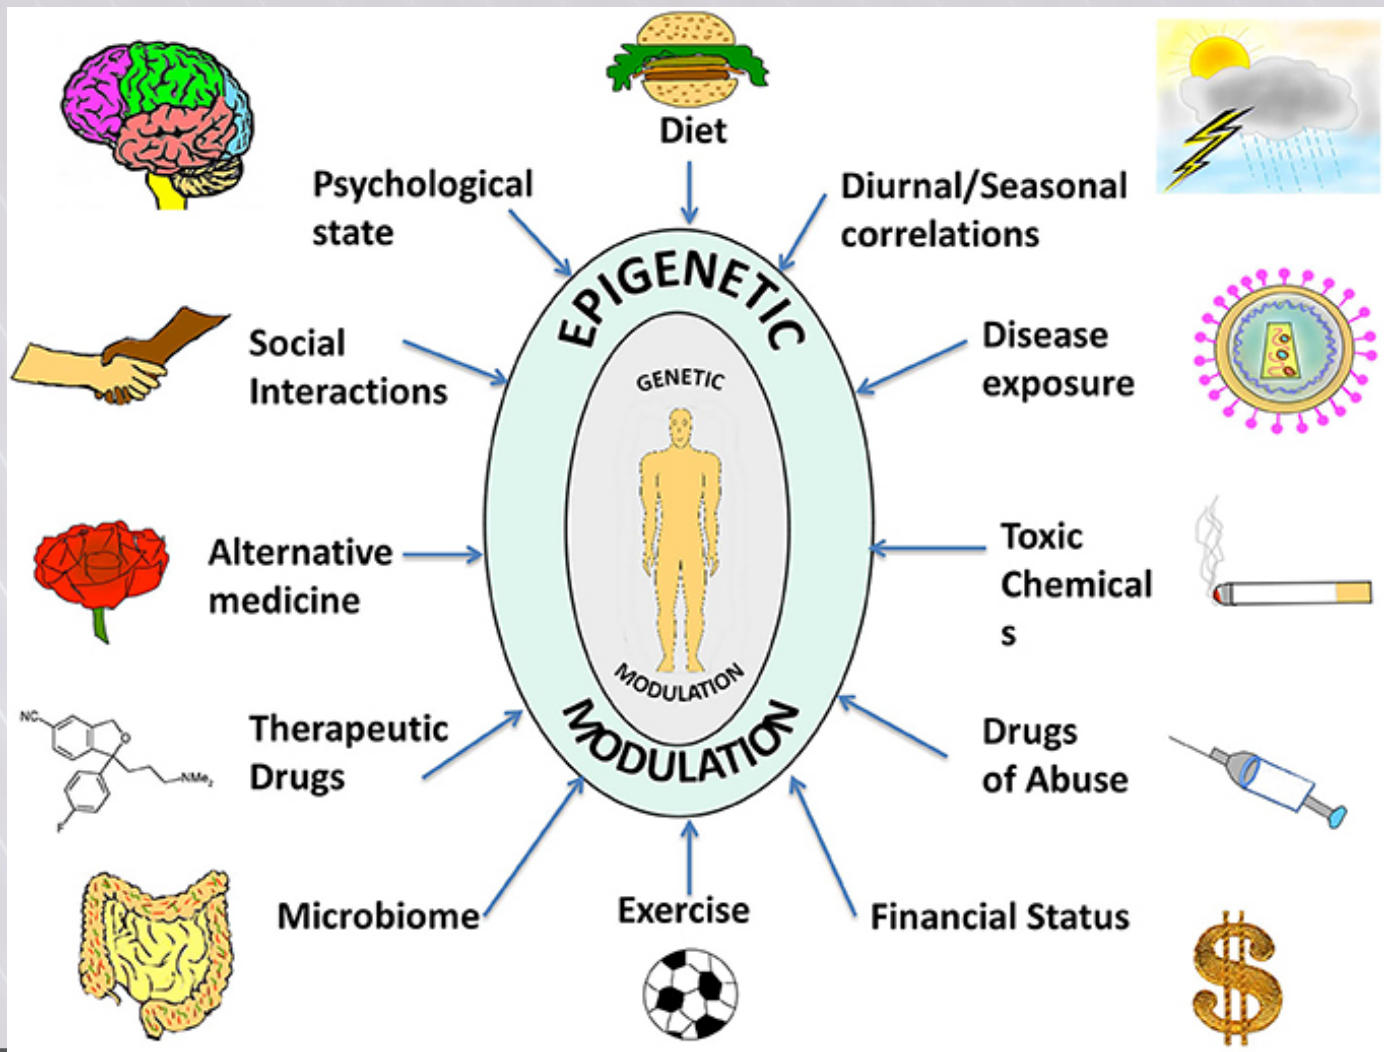 Diet
Psychological
state
Diurnal/Seasonal
correlations
EPIGENETIC
Social
Interactions
Disease
exposure
GENETIC
Alternative
medicine
Toxic
Chemical
s
MODULATION
MODULATION
Therapeutic
Drugs
NC
O
NMe2
F
Drugs
of Abuse
Microbiome
Exercise
Financial Status
$